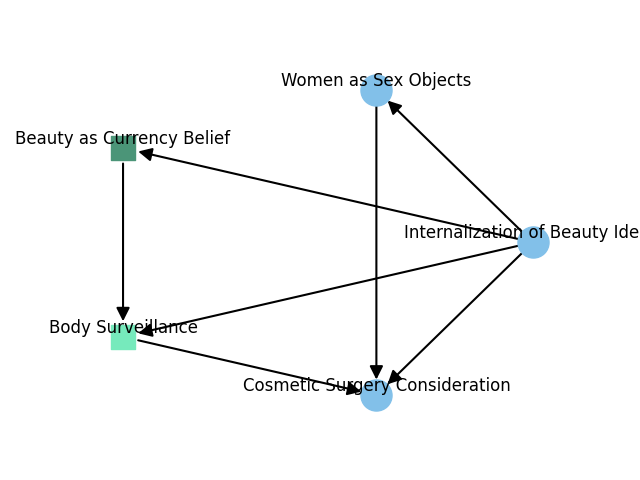 Women as Sex Objects
Beauty as Currency Belief
Internalization of Beauty Ide
Body Surveillance
Cosmetic Surgery Consideration